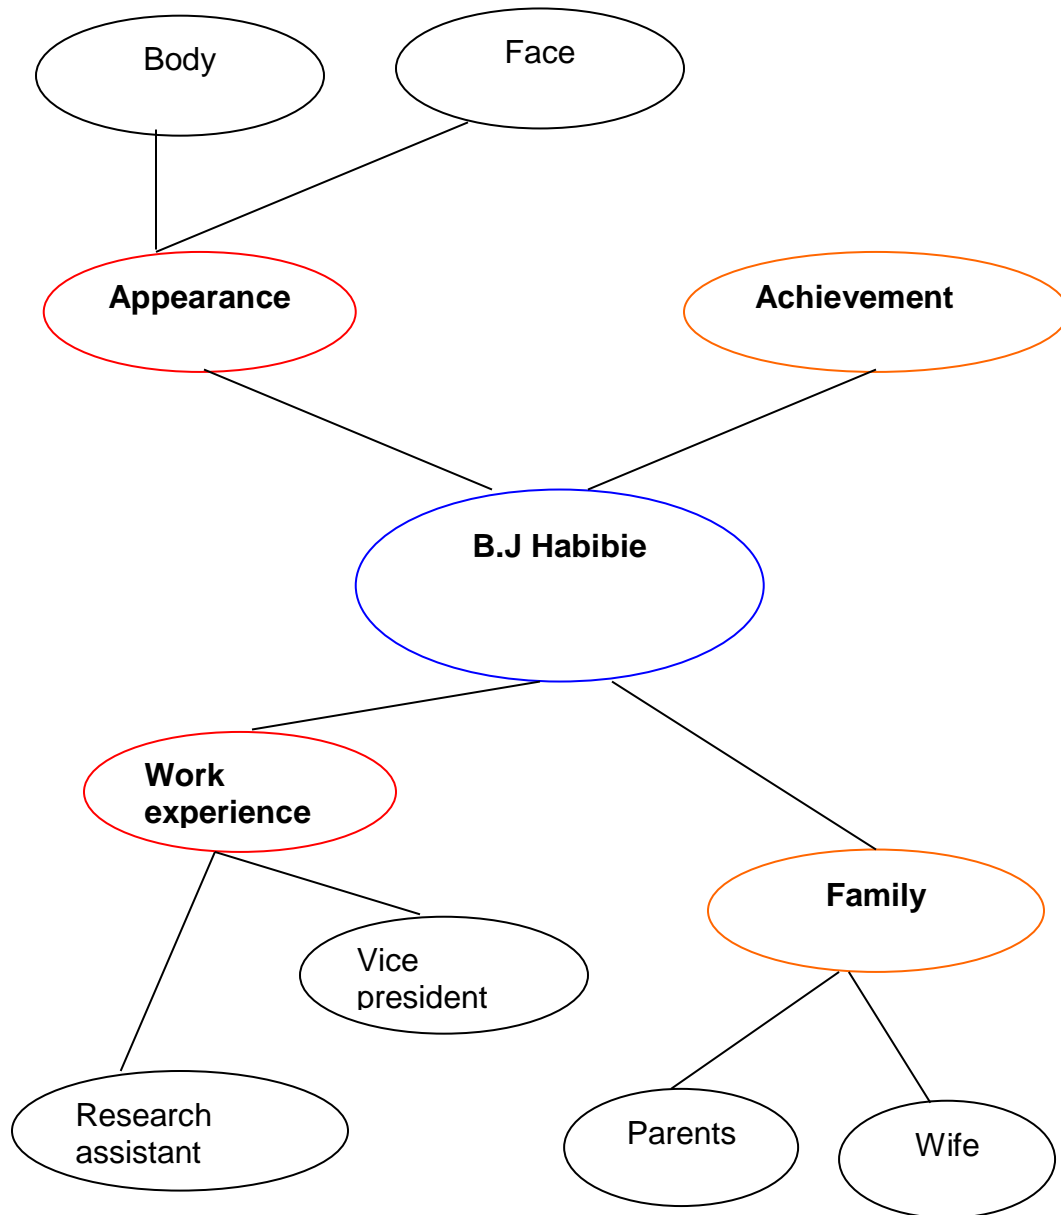 Body
Face
Appearance
Achievement
B.J Habibie
Work
experience
Family
Vice
president
Research
assistant
Parents
Wife